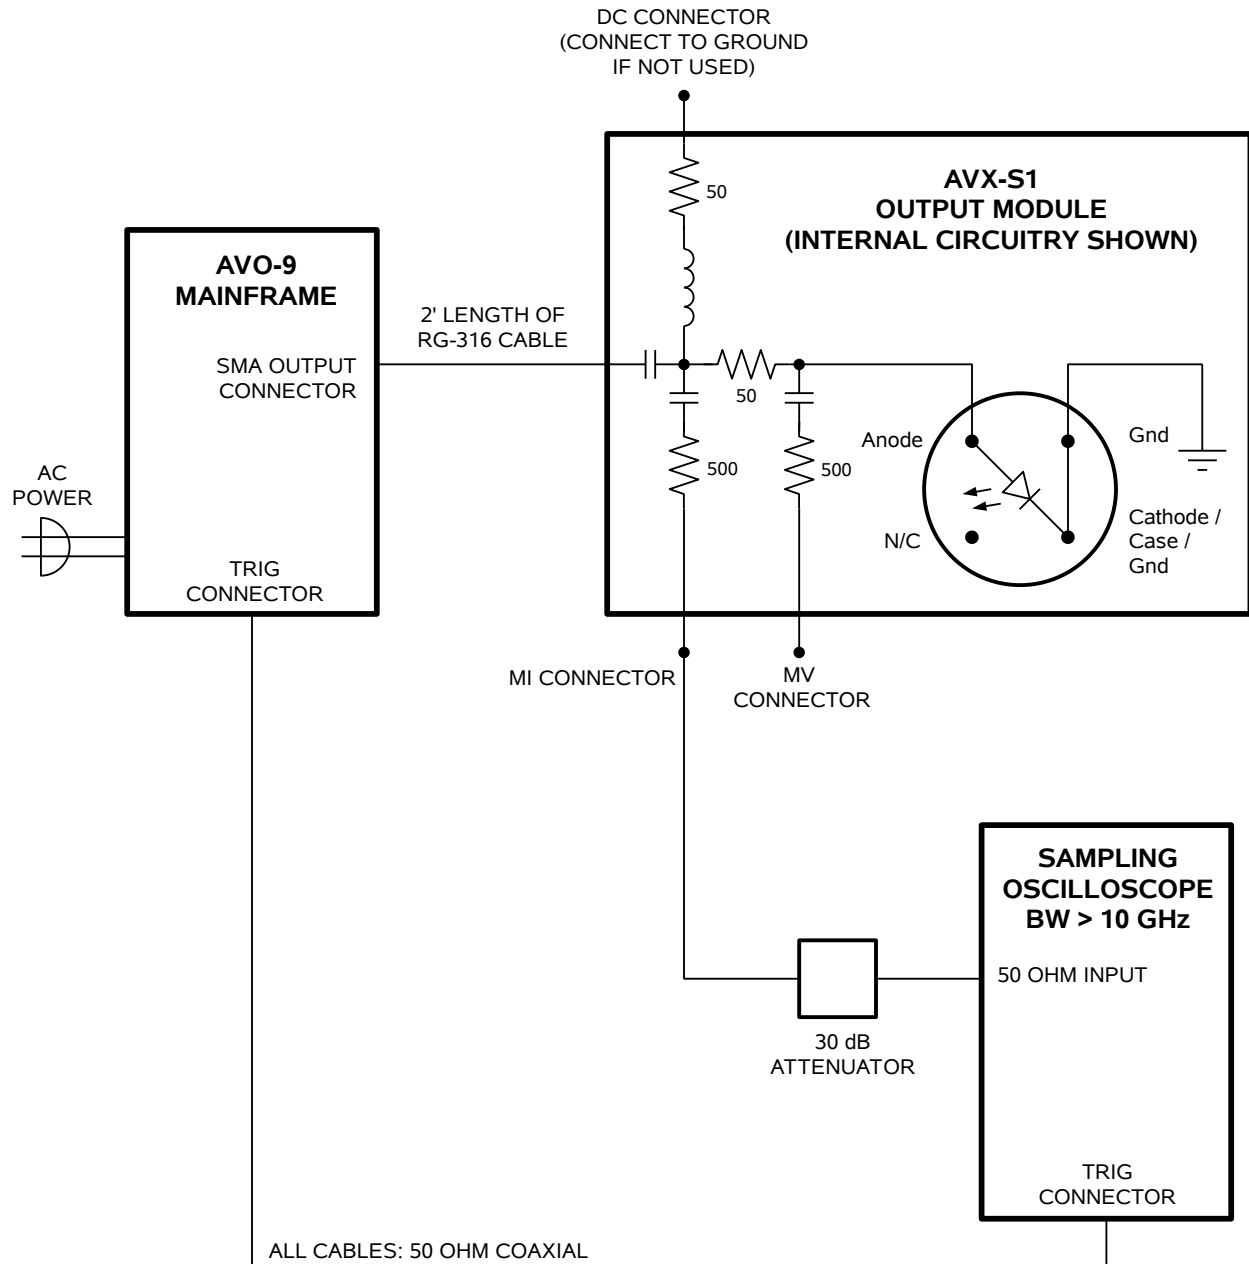 DC CONNECTOR
(CONNECT TO GROUND
IF NOT USED)
AVX-S1
OUTPUT MODULE
(INTERNAL CIRCUITRY SHOWN)
50
AVO-9
MAINFRAME
2' LENGTH OF
RG-316 CABLE
SMA OUTPUT
CONNECTOR
50
Anode
Gnd
500
500
AC
POWER
N/C
Cathode /
Case /
Gnd
TRIG
CONNECTOR
MI CONNECTOR
MV
CONNECTOR
SAMPLING
OSCILLOSCOPE
BW > 10 GHz
50 OHM INPUT
30 dB
ATTENUATOR
TRIG
CONNECTOR
ALL CABLES: 50 OHM COAXIAL